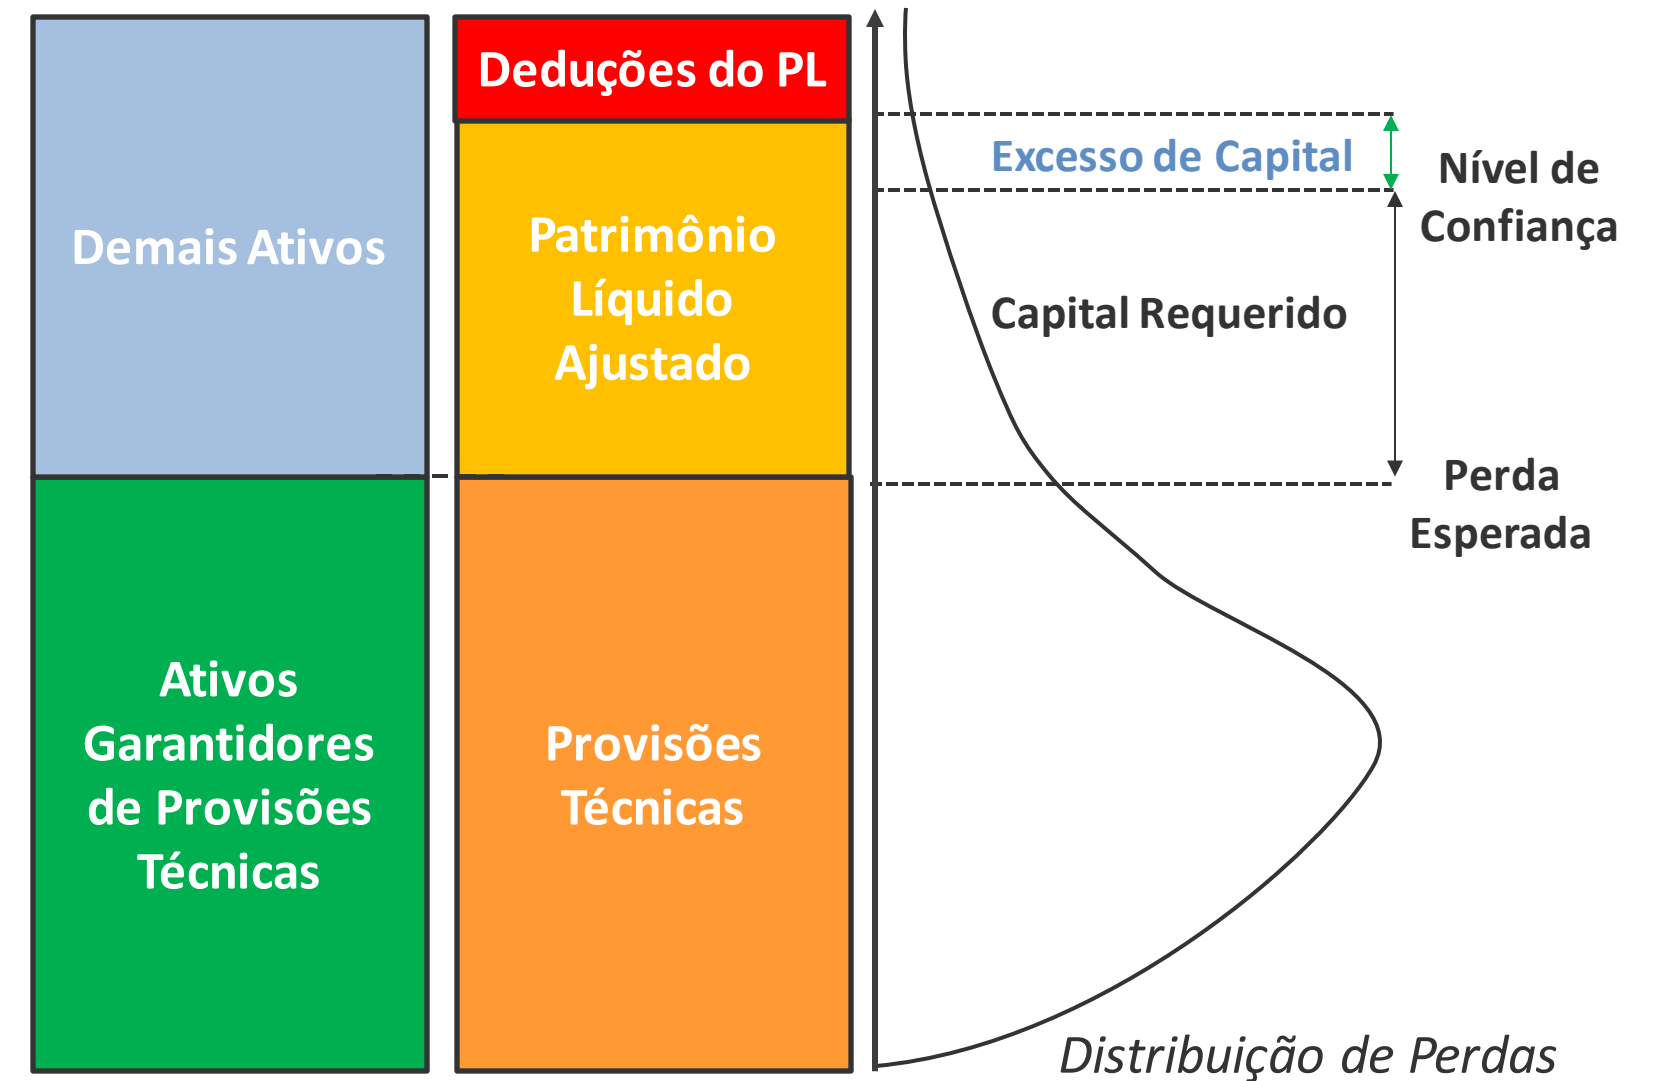 Demais Ativos
Ativos
Garantidores
de Provisões
Técnicas
Deduções do PL
Patrimônio
Líquido
Ajustado
Provisões
Técnicas
Excesso de Capital
Capital Requerido
Nível de
Confiança
Perda
Esperada
Distribuição de Perdas